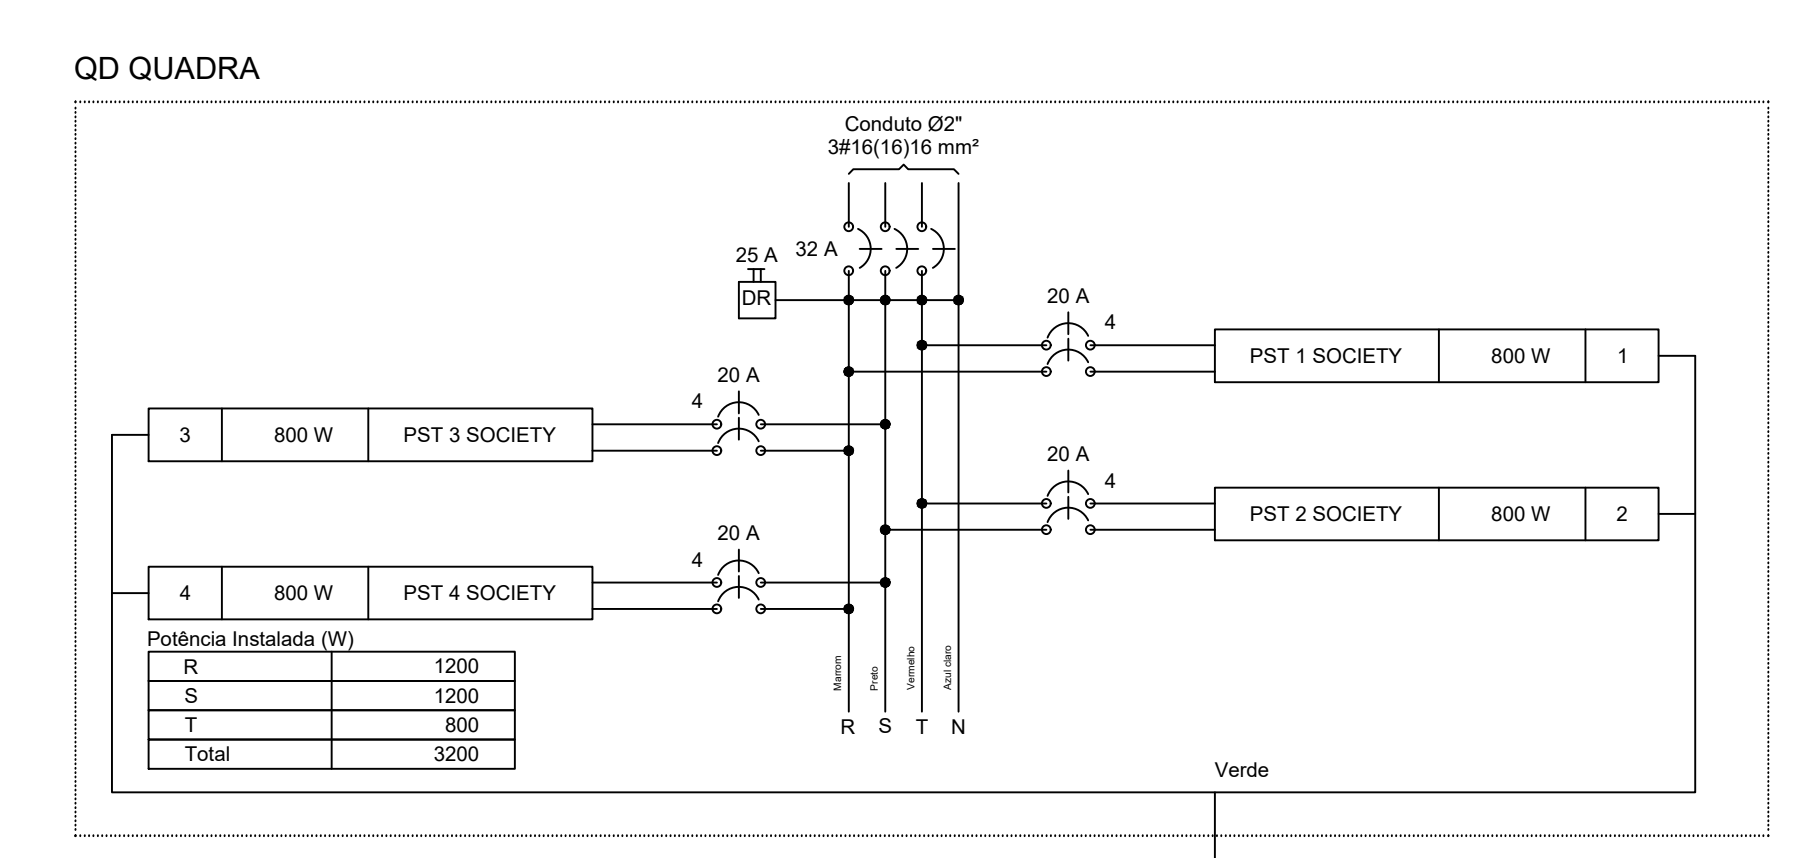 QD QUADRA
Conduto Ø2"
3#16(16)16 mm²
25 A
32 A
DR
20 A
4
PST 1 SOCIETY 800 W 1
20 A
4
3 800 W PST 3 SOCIETY
20 A
4
PST 2 SOCIETY 800 W 2
20 A
4
4 800 W PST 4 SOCIETY
Potência Instalada (W)
R 1200
S 1200
T 800
Total 3200
Marrom
Preto
Vermelho
Azul claro
R S T N
Verde